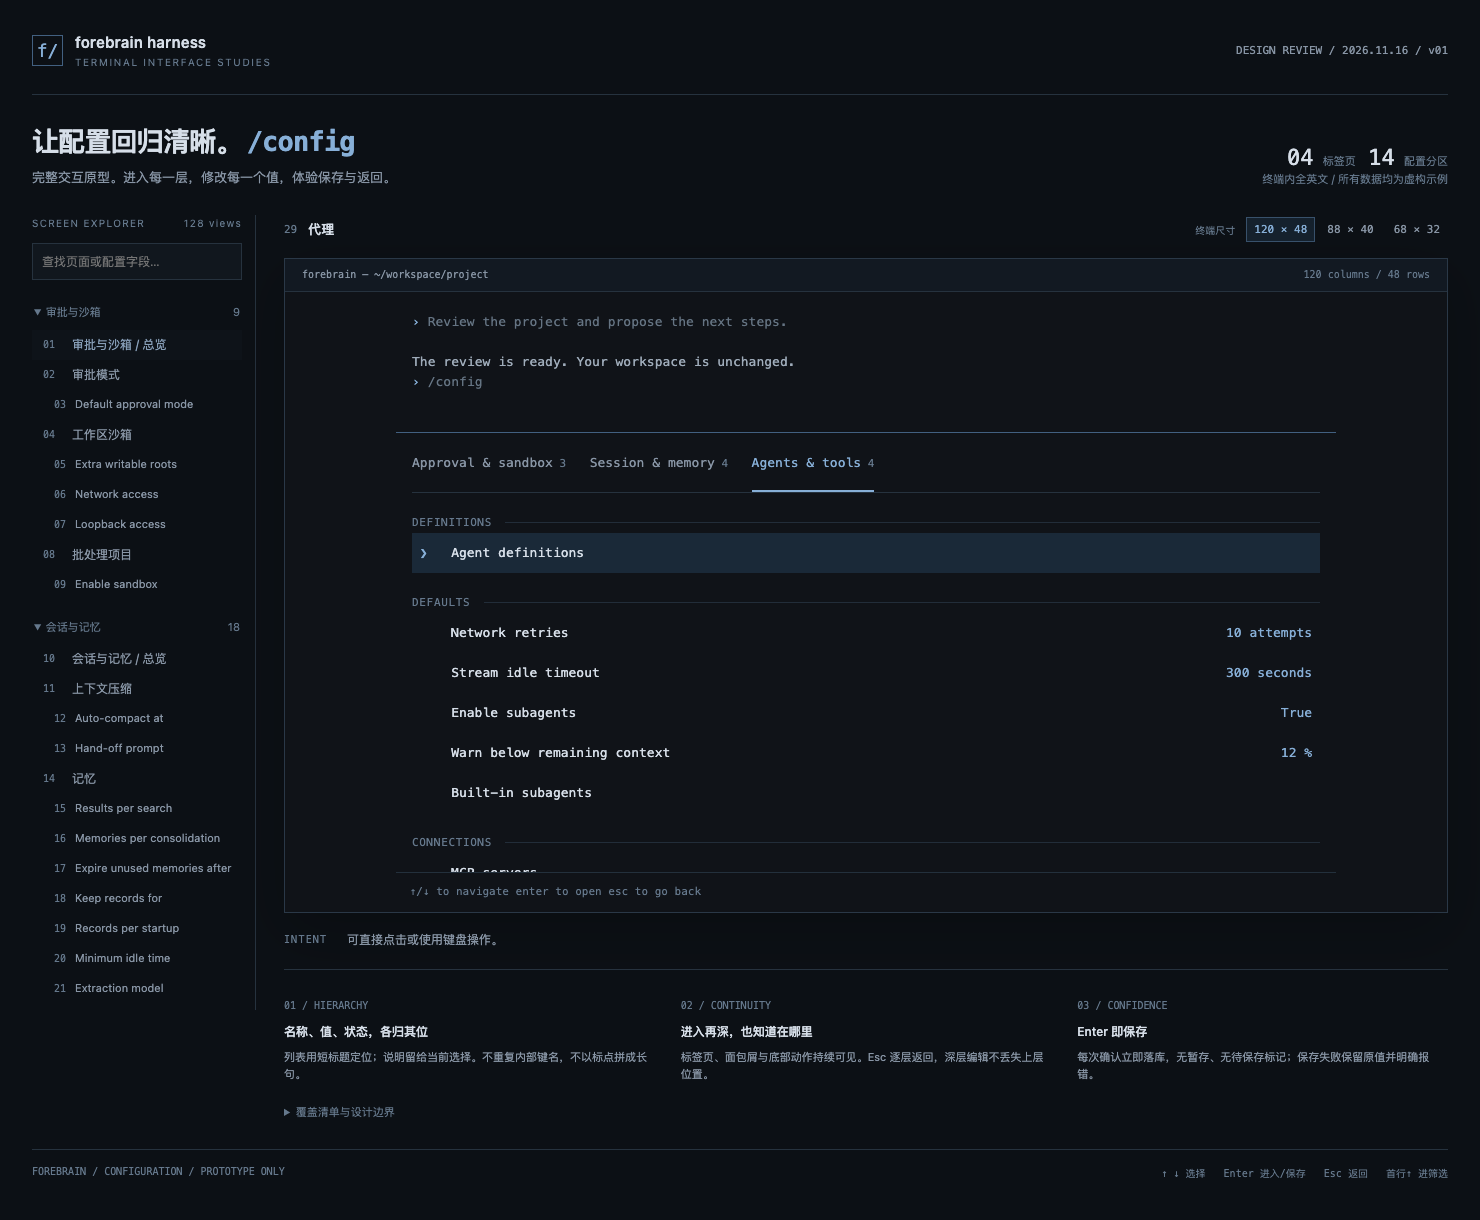 f/
forebrain harness
TERMINAL INTERFACE STUDIES
DESIGN REVIEW / 2026.11.16 / v01
让配置回归清晰。/config
完整交互原型。进入每一层，修改每一个值，体验保存与返回。
04 标签页 14 配置分区
终端内全英文 / 所有数据均为虚构示例
SCREEN EXPLORER 128 views
查找页面或配置字段...
▼ 审批与沙箱 9
01 审批与沙箱 / 总览
02 审批模式
03 Default approval mode
04 工作区沙箱
05 Extra writable roots
06 Network access
07 Loopback access
08 批处理项目
09 Enable sandbox
▼ 会话与记忆 18
10 会话与记忆 / 总览
11 上下文压缩
12 Auto-compact at
13 Hand-off prompt
14 记忆
15 Results per search
16 Memories per consolidation
17 Expire unused memories after
18 Keep records for
19 Records per startup
20 Minimum idle time
21 Extraction model
29 代理
终端尺寸 120 × 48 88 × 40 68 × 32
forebrain — ~/workspace/project 120 columns / 48 rows
› Review the project and propose the next steps.
The review is ready. Your workspace is unchanged.
› /config
Approval & sandbox 3 Session & memory 4 Agents & tools 4
DEFINITIONS
❯ Agent definitions
DEFAULTS
Network retries 10 attempts
Stream idle timeout 300 seconds
Enable subagents True
Warn below remaining context 12 %
Built-in subagents
CONNECTIONS
MCP servers
↑/↓ to navigate enter to open esc to go back
INTENT 可直接点击或使用键盘操作。
01 / HIERARCHY
名称、值、状态，各归其位
列表用短标题定位；说明留给当前选择。不重复内部键名，不以标点拼成长
句。
02 / CONTINUITY
进入再深，也知道在哪里
标签页、面包屑与底部动作持续可见。Esc 逐层返回，深层编辑不丢失上层
位置。
03 / CONFIDENCE
Enter 即保存
每次确认立即落库，无暂存、无待保存标记；保存失败保留原值并明确报
错。
▶ 覆盖清单与设计边界
FOREBRAIN / CONFIGURATION / PROTOTYPE ONLY
↑ ↓ 选择 Enter 进入/保存 Esc 返回 首行↑ 进筛选